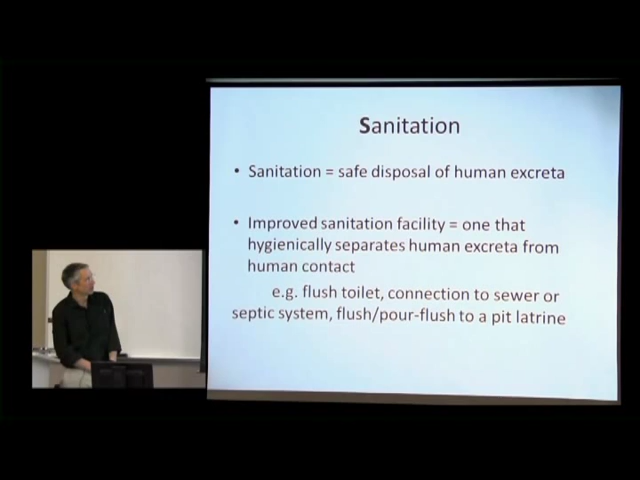 Sanitation
• Sanitation = safe disposal of human excreta
• Improved sanitation facility = one that
hygienically separates human excreta from
human contact
e.g. flush toilet, connection to sewer or
septic system, flush/pour-flush to a pit latrine